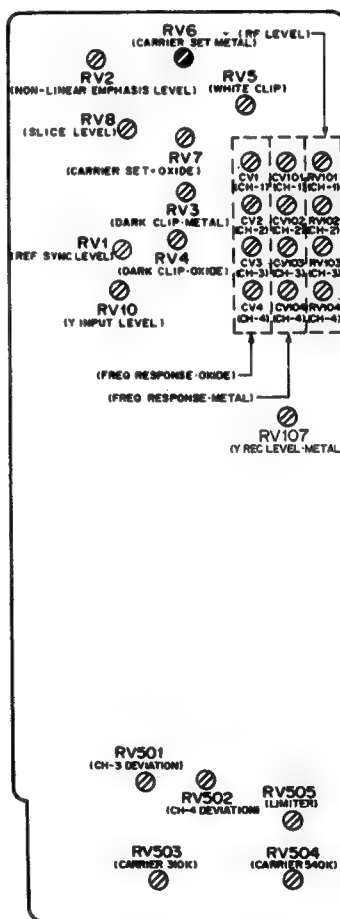 RV6
(CARRIER SET METAL)
(RF LEVEL)
RV2
(NON-LINEAR EMPHASIS LEVEL)
RV5
(WHITE CLIP)
RV8
(SLICE LEVEL)
RV7
(CARRIER SET-OXIDE)
CV1
(CH-1)
CV101
(CH-1)
RV101
(CH-1)
RV3
(DARK CLIP-METAL)
CV2
(CH-2)
CV102
(CH-2)
RV102
(CH-2)
RV1
(REF SYNC LEVEL)
RV4
(DARK CLIP-OXIDE)
CV3
(CH-3)
CV103
(CH-3)
RV103
(CH-3)
RV10
(Y INPUT LEVEL)
CV4
(CH-4)
CV104
(CH-4)
RV104
(CH-4)
(FREQ RESPONSE-OXIDE)
(FREQ RESPONSE-METAL)
RV107
(Y REC LEVEL-METAL
RV501
(CH-3 DEVIATION)
RV502
(CH-4 DEVIATION)
RV505
(LIMITER)
RV503
(CARRIER 310K)
RV504
(CARRIER 540K)